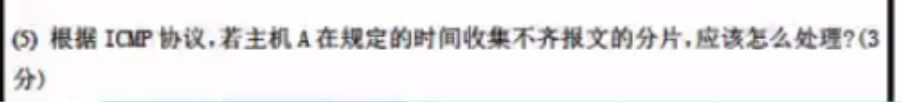 (5) 根据 ICMP 协议,若主机 A 在规定的时间收集不齐报文的分片,应该怎么处理?(3
分)